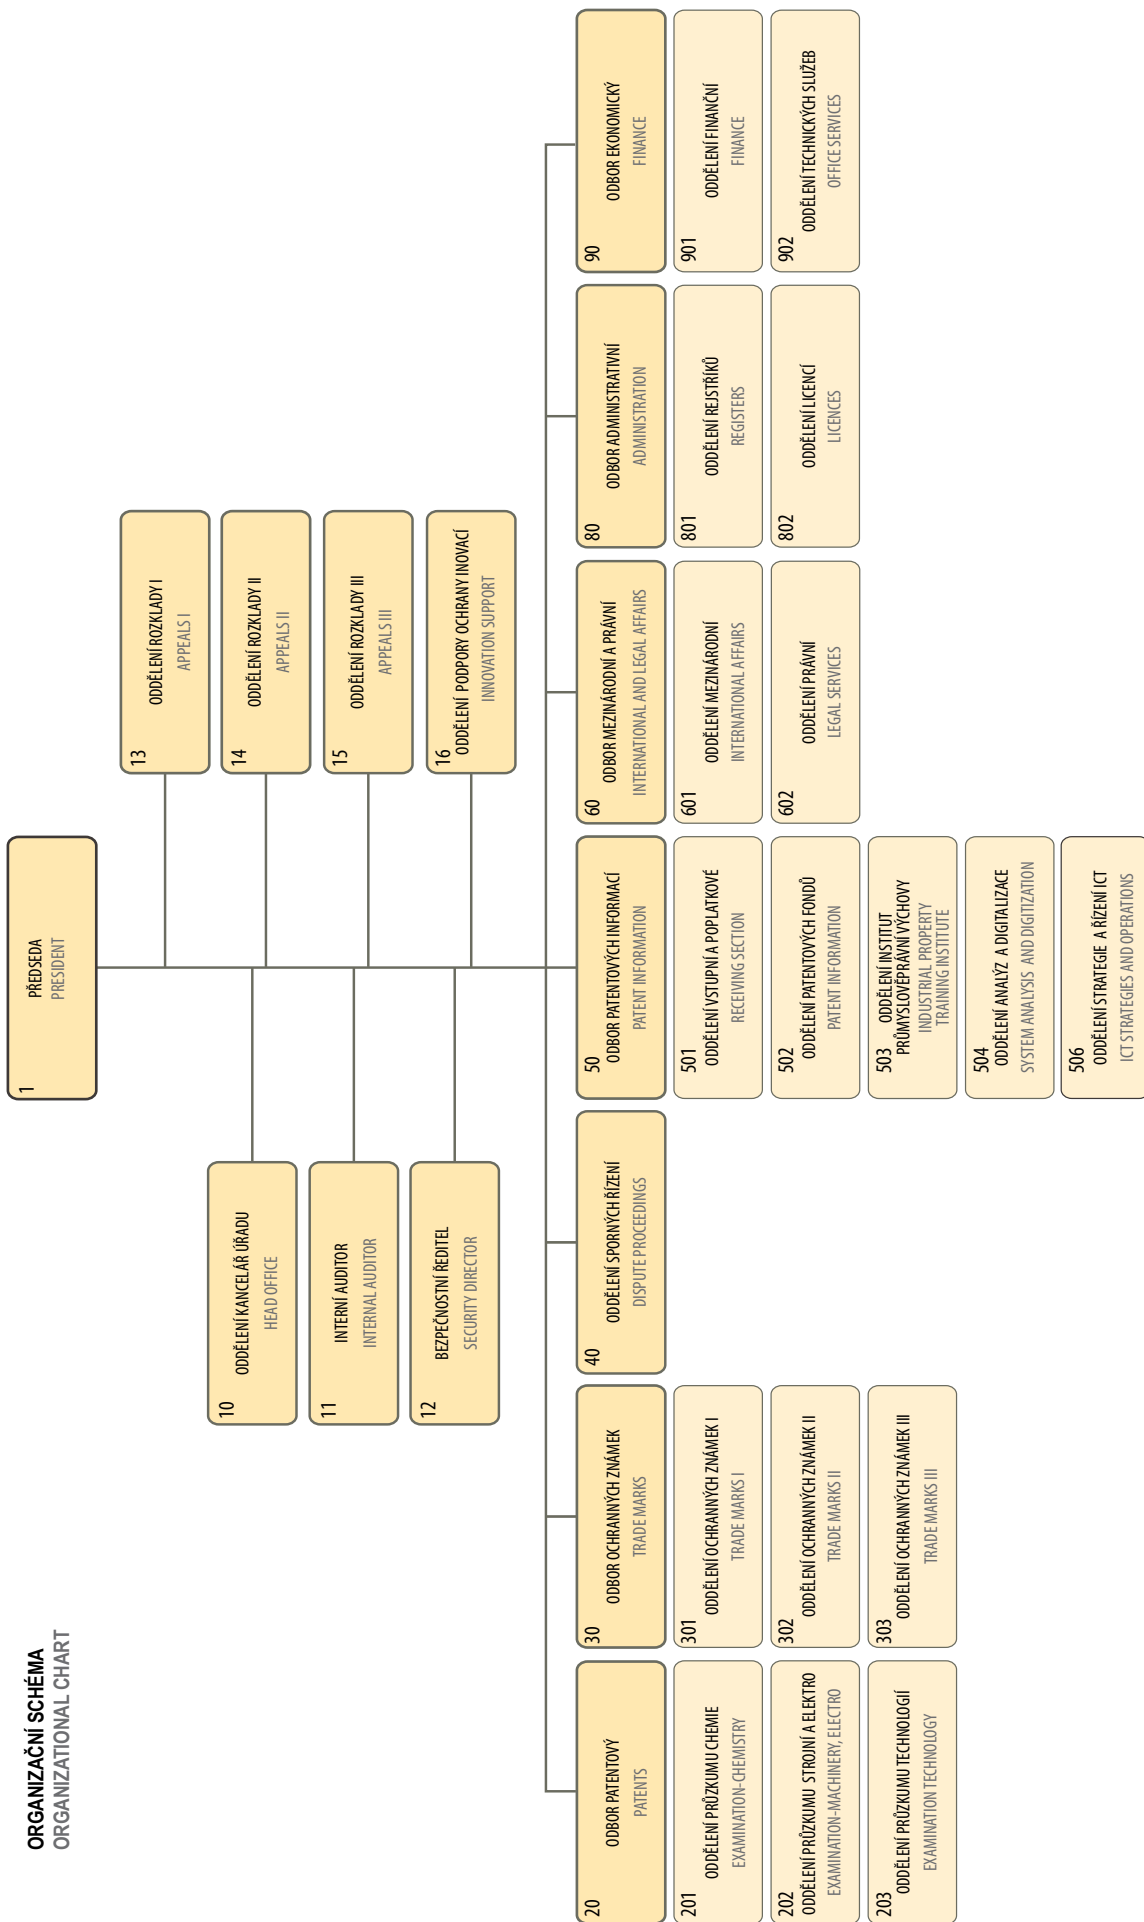 ORGANIZAČNÍ SCHÉMA
ORGANIZATIONAL CHART
1
PŘEDSEDA
PRESIDENT
10
ODDĚLENÍ KANCELÁŘ ÚŘADU
HEAD OFFICE
11
INTERNÍ AUDITOR
INTERNAL AUDITOR
12
BEZPEČNOSTNÍ ŘEDITEL
SECURITY DIRECTOR
13
ODDĚLENÍ ROZKLADY I
APPEALS I
14
ODDĚLENÍ ROZKLADY II
APPEALS II
15
ODDĚLENÍ ROZKLADY III
APPEALS III
16
ODDĚLENÍ PODPORY OCHRANY INOVACÍ
INNOVATION SUPPORT
20
ODBOR PATENTOVÝ
PATENTS
201
ODDĚLENÍ PRŮZKUMU CHEMIE
EXAMINATION-CHEMISTRY
202
ODDĚLENÍ PRŮZKUMU STROJNÍ A ELEKTRO
EXAMINATION-MACHINERY, ELECTRO
203
ODDĚLENÍ PRŮZKUMU TECHNOLOGIÍ
EXAMINATION TECHNOLOGY
30
ODBOR OCHRANNÝCH ZNÁMEK
TRADE MARKS
301
ODDĚLENÍ OCHRANNÝCH ZNÁMEK I
TRADE MARKS I
302
ODDĚLENÍ OCHRANNÝCH ZNÁMEK II
TRADE MARKS II
303
ODDĚLENÍ OCHRANNÝCH ZNÁMEK III
TRADE MARKS III
40
ODDĚLENÍ SPORNÝCH ŘÍZENÍ
DISPUTE PROCEEDINGS
50
ODBOR PATENTOVÝCH INFORMACÍ
PATENT INFORMATION
501
ODDĚLENÍ VSTUPNÍ A POPLATKOVÉ
RECEIVING SECTION
502
ODDĚLENÍ PATENTOVÝCH FONDŮ
PATENT INFORMATION
503
ODDĚLENÍ INSTITUT
PRŮMYSLOVĚPRÁVNÍ VÝCHOVY
INDUSTRIAL PROPERTY
TRAINING INSTITUTE
504
ODDĚLENÍ ANALÝZ A DIGITALIZACE
SYSTEM ANALYSIS AND DIGITIZATION
506
ODDĚLENÍ STRATEGIE A ŘÍZENÍ ICT
ICT STRATEGIES AND OPERATIONS
60
ODBOR MEZINÁRODNÍ A PRÁVNÍ
INTERNATIONAL AND LEGAL AFFAIRS
601
ODDĚLENÍ MEZINÁRODNÍ
INTERNATIONAL AFFAIRS
602
ODDĚLENÍ PRÁVNÍ
LEGAL SERVICES
80
ODBOR ADMINISTRATIVNÍ
ADMINISTRATION
801
ODDĚLENÍ REJSTŘÍKŮ
REGISTERS
802
ODDĚLENÍ LICENCÍ
LICENCES
90
ODBOR EKONOMICKÝ
FINANCE
901
ODDĚLENÍ FINANČNÍ
FINANCE
902
ODDĚLENÍ TECHNICKÝCH SLUŽEB
OFFICE SERVICES